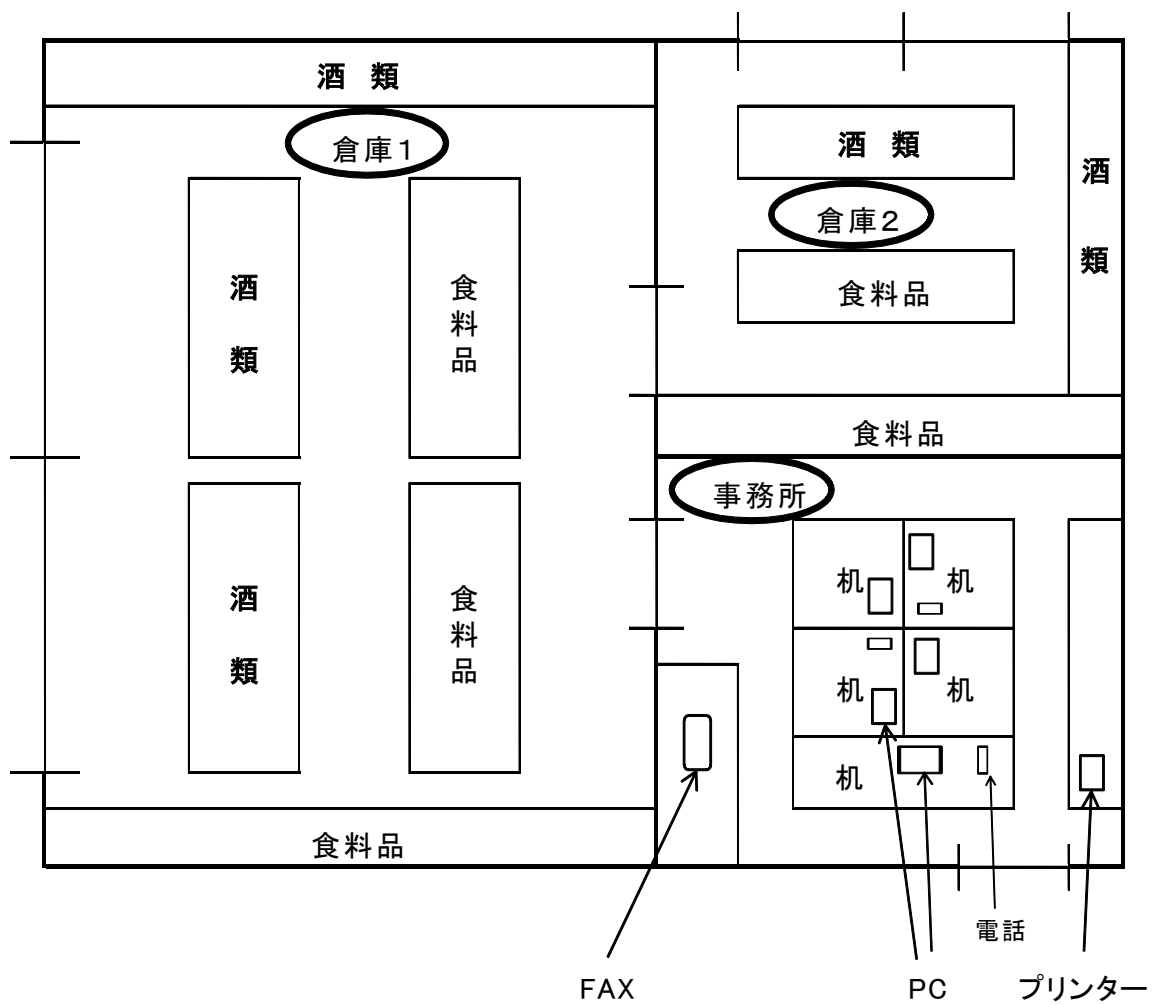 酒 類
倉庫1
酒類
食料品
酒類
食料品
食料品
酒 類
倉庫2
食料品
酒類
食料品
事務所
机
机
机
机
机
FAX
PC
電話
プリンター